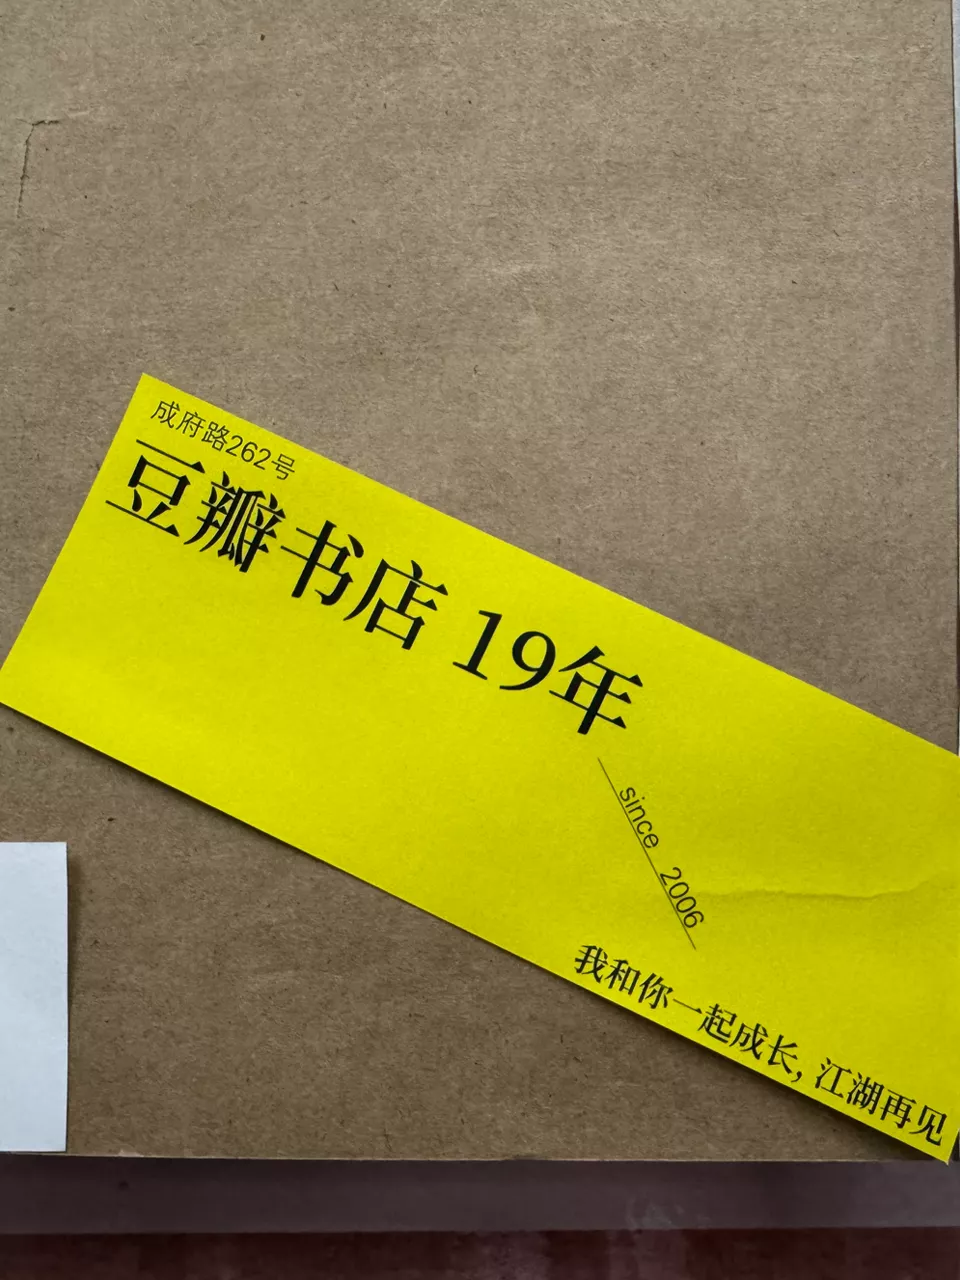 成府路262号
豆瓣书店 19年
since 2006
我和你一起成长, 江湖再见